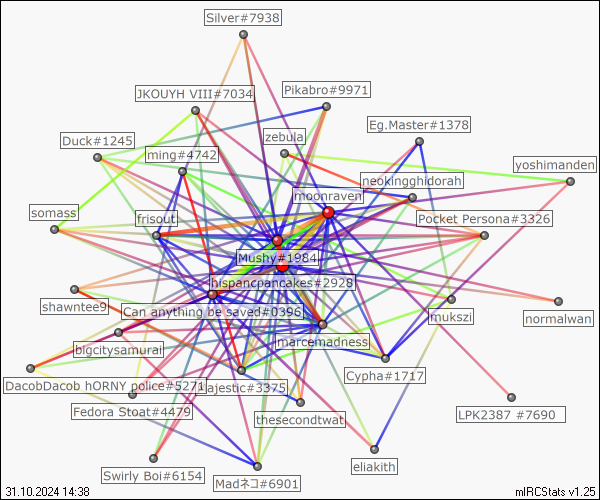 Silver#7938
JKOUYH VIII#7034
Pikabro#9971
Eg.Master#1378
Duck#1245
zebula
ming#4742
yoshimanden
neokingghidorah
moonraven
somass
frisout
Pocket Persona#3326
Mushy#1984
hispancpancakes#2928
shawntee9
Can anything be saved#0396
mukszi
normalwan
marcemadness
bigcitysamurai
Cypha#1717
DacobDacob hORNY police#5271
ajestic#3375
Fedora Stoat#4479
thesecondtwat
LPK2387 #7690
Swirly Boi#6154
eliakith
Madネコ#6901
31.10.2024 14:38
mIRCStats v1.25